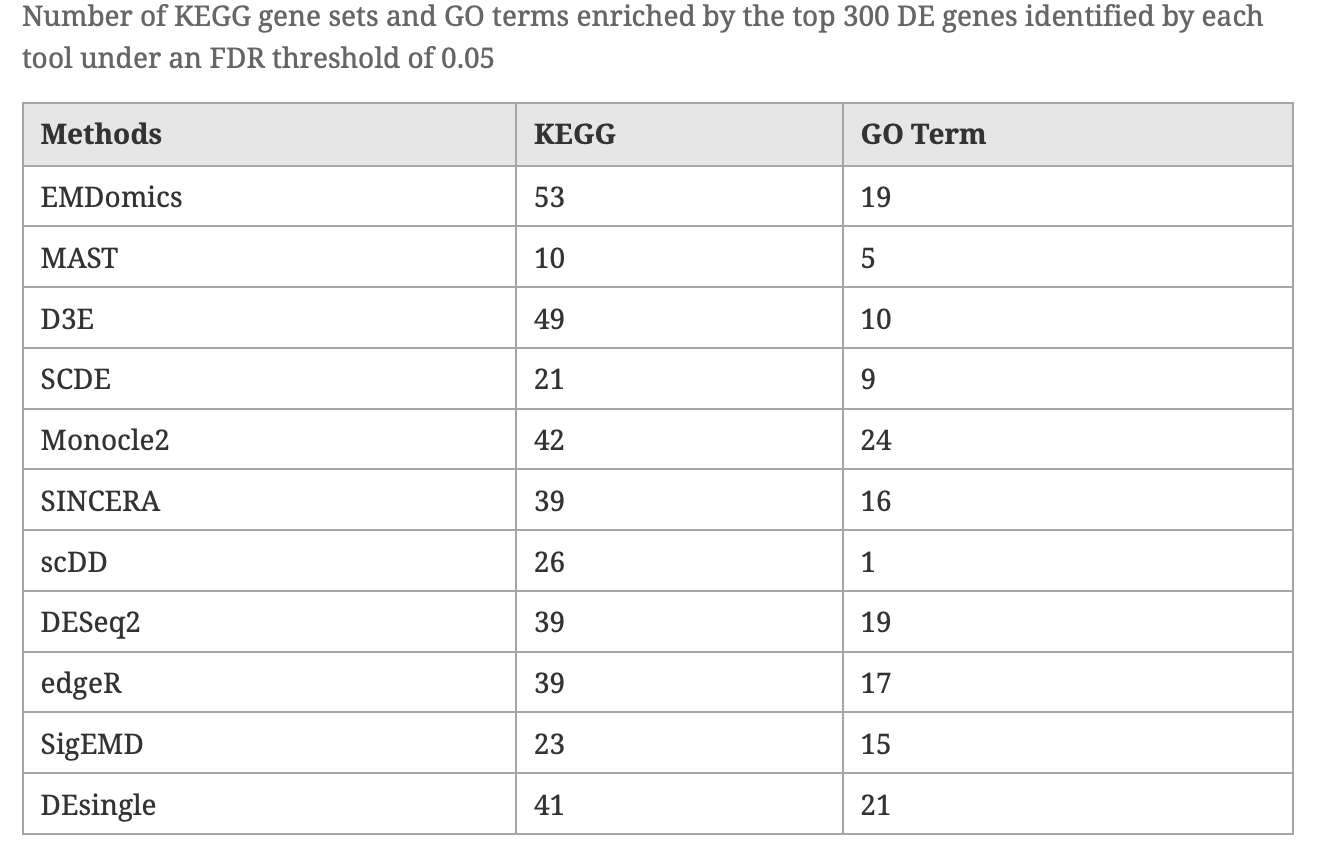 Number of KEGG gene sets and GO terms enriched by the top 300 DE genes identified by each
tool under an FDR threshold of 0.05
Methods KEGG GO Term
EMDomics 53 19
MAST 10 5
D3E 49 10
SCDE 21 9
Monocle2 42 24
SINCERA 39 16
scDD 26 1
DESeq2 39 19
edgeR 39 17
SigEMD 23 15
DEsingle 41 21